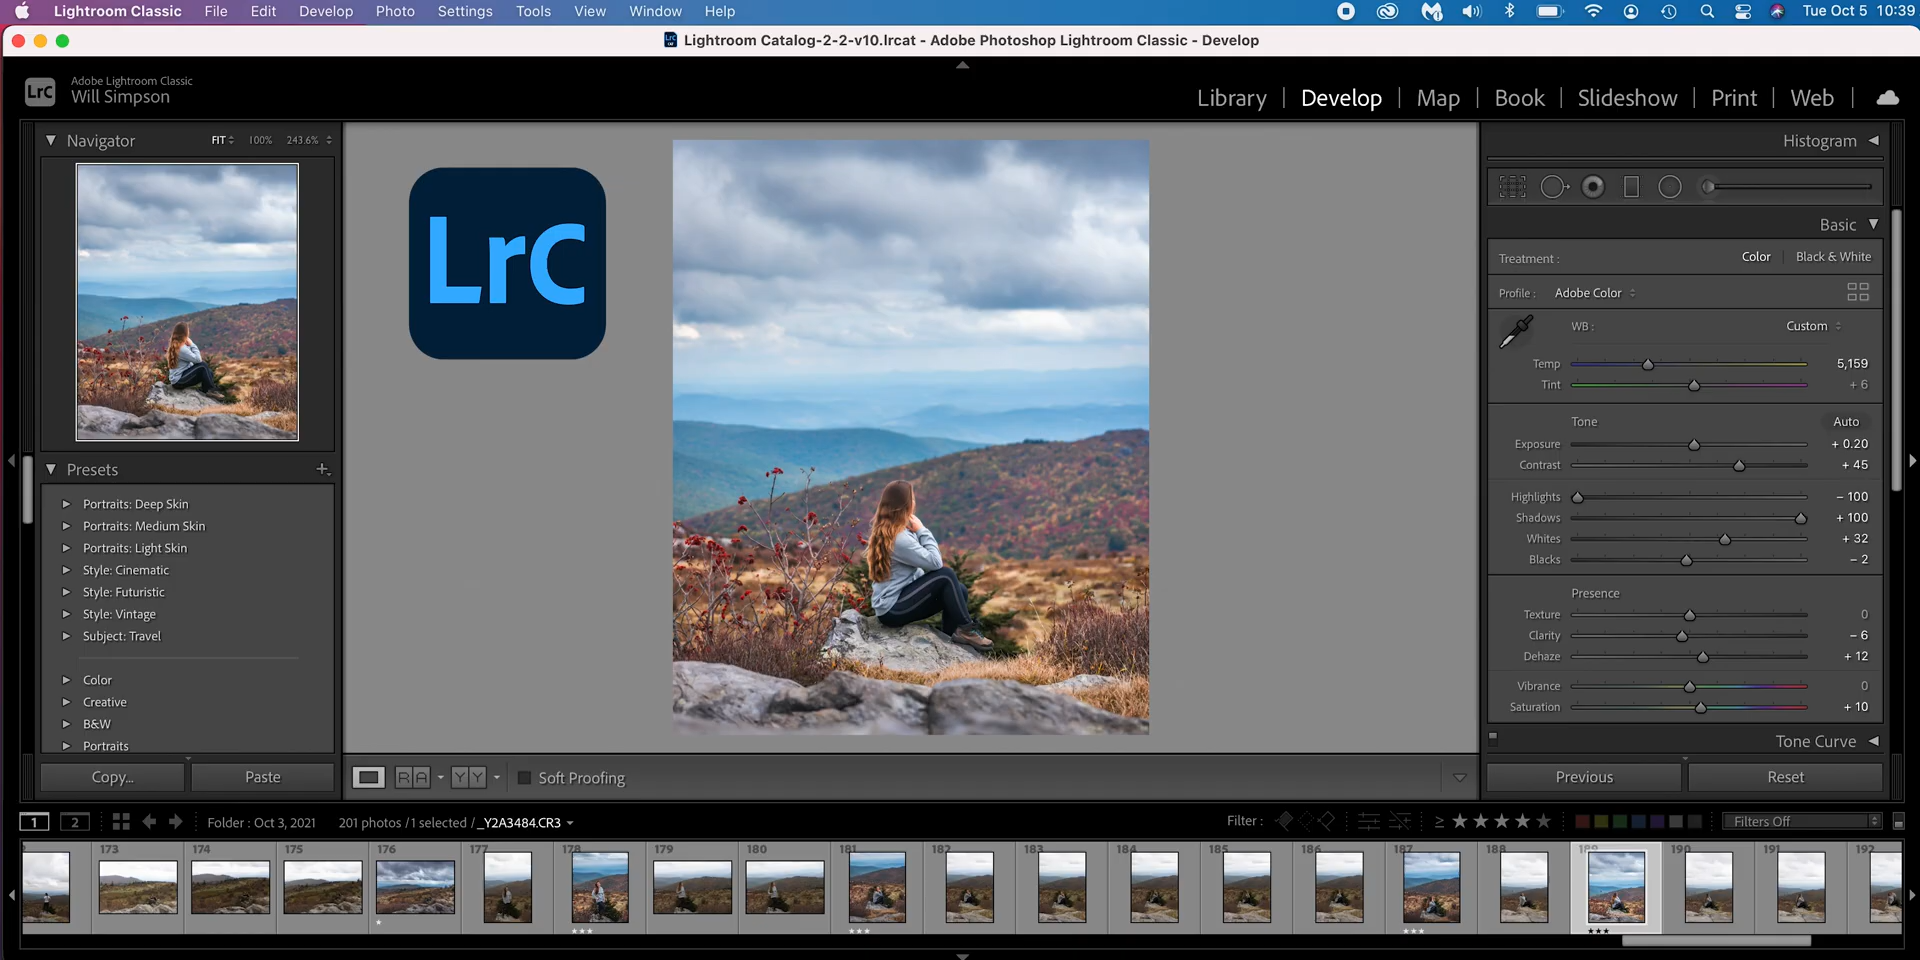 Lightroom Classic File Edit Develop Photo Settings Tools View Window Help Tue Oct 5 10:39
Lightroom Catalog-2-2-v10.lrcat - Adobe Photoshop Lightroom Classic - Develop
LrC Adobe Lightroom Classic
Will Simpson
Library | Develop | Map | Book | Slideshow | Print | Web
Navigator FIT 100% 243.6%
Presets
Portraits: Deep Skin
Portraits: Medium Skin
Portraits: Light Skin
Style: Cinematic
Style: Futuristic
Style: Vintage
Subject: Travel
Color
Creative
B&W
Portraits
Copy... Paste
LrC
RA YY Soft Proofing
Histogram
Basic
Treatment : Color Black & White
Profile : Adobe Color
WB : Custom
Temp 5,159
Tint + 6
Tone Auto
Exposure + 0.20
Contrast + 45
Highlights – 100
Shadows + 100
Whites + 32
Blacks – 2
Presence
Texture 0
Clarity – 6
Dehaze + 12
Vibrance 0
Saturation + 10
Tone Curve
Previous Reset
1 2 Folder : Oct 3, 2021 201 photos / 1 selected / _Y2A3484.CR3 Filter : ≥ ★★★★★ Filters Off
173 174 175 176 177 178 179 180 181 182 183 184 185 186 187 188 189 190 191 192